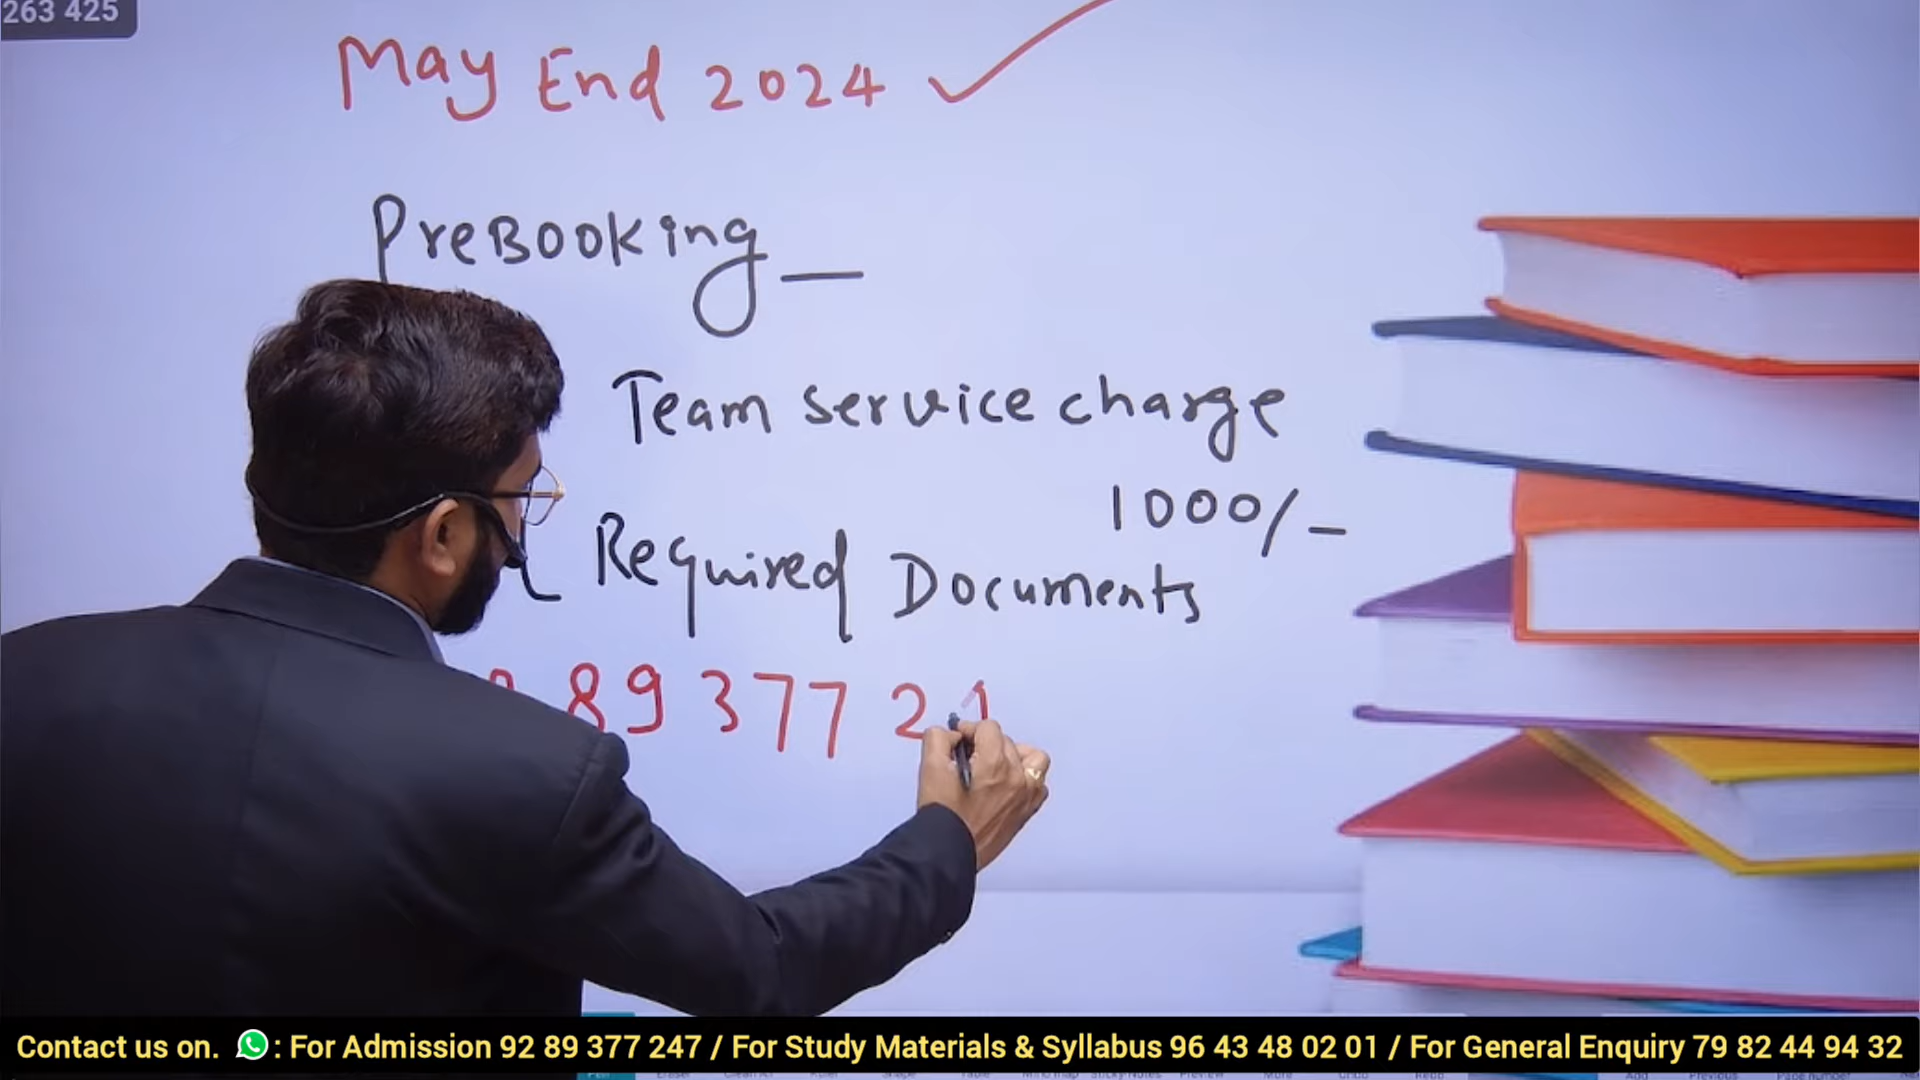 263 425
May End 2024
PreBooking_
Team service charge
1000/-
Required Documents
89 377 2
Contact us on. : For Admission 92 89 377 247 / For Study Materials & Syllabus 96 43 48 02 01 / For General Enquiry 79 82 44 94 32